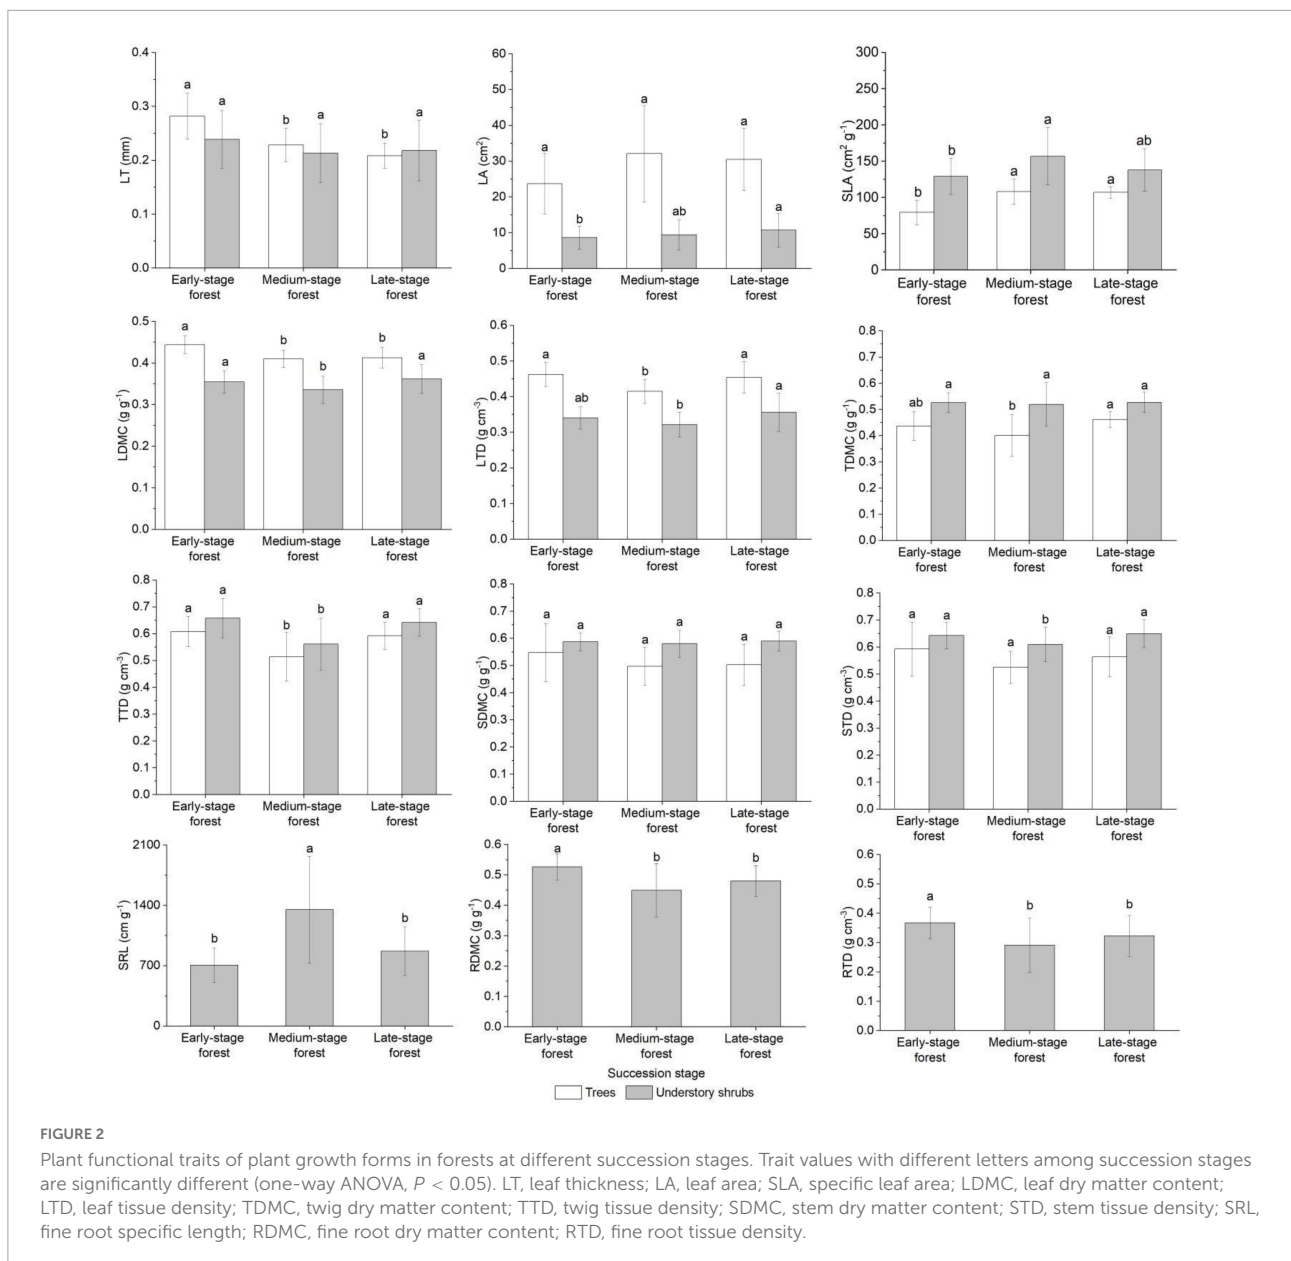 0.4
0.3
0.2
0.1
0.0
LT (mm)
a
a
b
a
b
a
Early-stage Medium-stage Late-stage
forest forest forest
60
50
40
30
20
10
0
LA (cm²)
a
b
a
ab
a
a
Early-stage Medium-stage Late-stage
forest forest forest
300
250
200
150
100
50
0
SLA (cm² g⁻¹)
b
b
a
a
a
ab
Early-stage Medium-stage Late-stage
forest forest forest
0.5
0.4
0.3
0.2
0.1
0.0
LDMC (g g⁻¹)
a
a
b
b
b
a
Early-stage Medium-stage Late-stage
forest forest forest
0.6
0.5
0.4
0.3
0.2
0.1
0.0
LTD (g cm⁻³)
a
ab
b
b
a
a
Early-stage Medium-stage Late-stage
forest forest forest
0.8
0.7
0.6
0.5
0.4
0.3
0.2
0.1
0.0
TDMC (g g⁻¹)
ab
a
b
a
a
a
Early-stage Medium-stage Late-stage
forest forest forest
0.8
0.7
0.6
0.5
0.4
0.3
0.2
0.1
0.0
TTD (g cm⁻³)
a
a
b
b
a
a
Early-stage Medium-stage Late-stage
forest forest forest
0.8
0.7
0.6
0.5
0.4
0.3
0.2
0.1
0.0
SDMC (g g⁻¹)
a
a
a
a
a
a
Early-stage Medium-stage Late-stage
forest forest forest
0.8
0.7
0.6
0.5
0.4
0.3
0.2
0.1
0.0
STD (g cm⁻³)
a
a
a
b
a
a
Early-stage Medium-stage Late-stage
forest forest forest
2100
1400
700
0
SRL (cm g⁻¹)
b
a
b
Early-stage Medium-stage Late-stage
forest forest forest
0.6
0.5
0.4
0.3
0.2
0.1
0.0
RDMC (g g⁻¹)
a
b
b
Early-stage Medium-stage Late-stage
forest forest forest
0.6
0.5
0.4
0.3
0.2
0.1
0.0
RTD (g cm⁻³)
a
b
b
Early-stage Medium-stage Late-stage
forest forest forest
Succession stage
Trees Understory shrubs
FIGURE 2
Plant functional traits of plant growth forms in forests at different succession stages. Trait values with different letters among succession stages
are significantly different (one-way ANOVA, P < 0.05). LT, leaf thickness; LA, leaf area; SLA, specific leaf area; LDMC, leaf dry matter content;
LTD, leaf tissue density; TDMC, twig dry matter content; TTD, twig tissue density; SDMC, stem dry matter content; STD, stem tissue density; SRL,
fine root specific length; RDMC, fine root dry matter content; RTD, fine root tissue density.